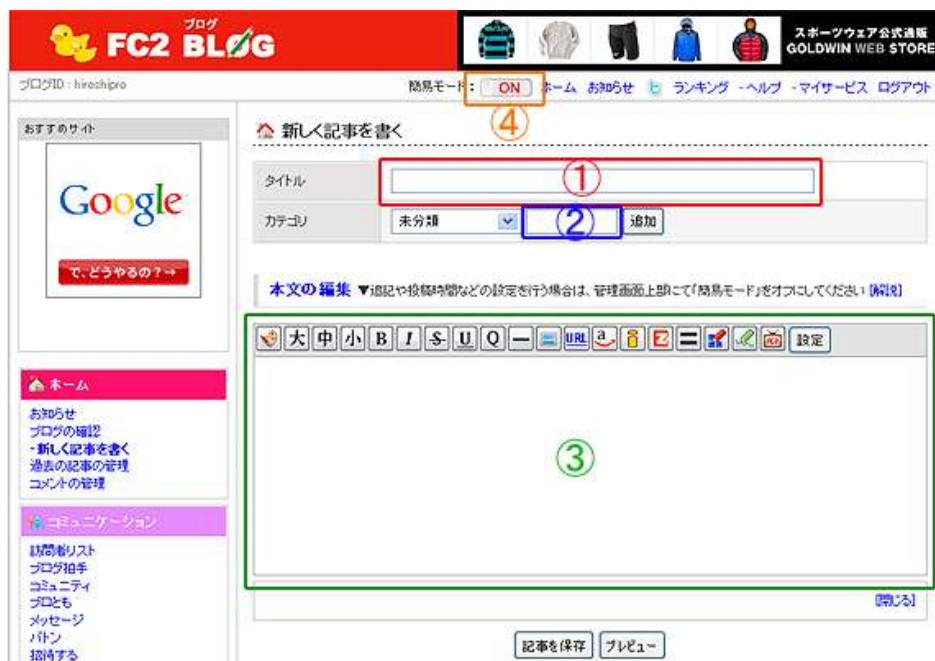 ブログ
FC2 BLØG
スポーツウェア公式通販
GOLDWIN WEB STORE
ブログID : hiroshipro
簡易モード : ON ホーム お知らせ ランキング -ヘルプ -マイサービス ログアウト
④
おすすめサイト
Google
で、どうやるの?→
新しく記事を書く
タイトル
①
カテゴリ
未分類
②
追加
本文の編集 ▼追記や投稿時間などの設定を行う場合は、管理画面上部にて「簡易モード」をオフにしてください [解説]
大 中 小 B I S U Q URL a 設定
③
[閉じる]
記事を保存 プレビュー
ホーム
お知らせ
ブログの確認
-新しく記事を書く
過去の記事の管理
コメントの管理
コミュニケーション
訪問者リスト
ブログ拍手
コミュニティ
ブロとも
メッセージ
バトン
招待する